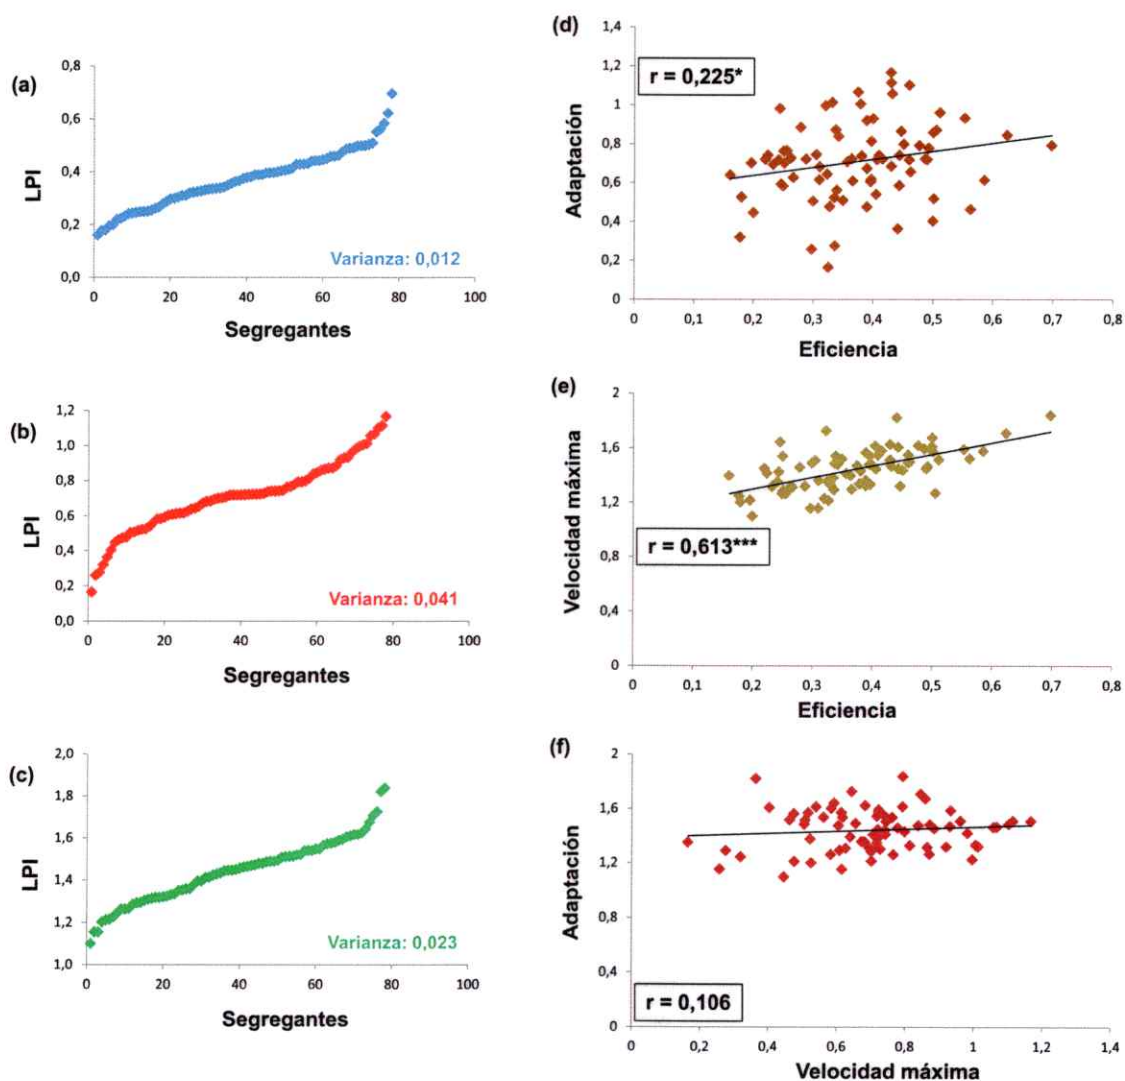 (a)
LPI
0,8
0,6
0,4
0,2
0,0
Varianza: 0,012
0 20 40 60 80 100
Segregantes
(b)
LPI
1,2
1,0
0,8
0,6
0,4
0,2
0,0
Varianza: 0,041
0 20 40 60 80 100
Segregantes
(c)
LPI
2,0
1,8
1,6
1,4
1,2
1,0
Varianza: 0,023
0 20 40 60 80 100
Segregantes
(d)
Adaptación
1,4
1,2
1
0,8
0,6
0,4
0,2
0
r = 0,225*
0 0,1 0,2 0,3 0,4 0,5 0,6 0,7 0,8
Eficiencia
(e)
Velocidad máxima
2
1,6
1,2
0,8
0,4
0
r = 0,613***
0 0,1 0,2 0,3 0,4 0,5 0,6 0,7 0,8
Eficiencia
(f)
Adaptación
2
1,6
1,2
0,8
0,4
0
r = 0,106
0 0,2 0,4 0,6 0,8 1 1,2 1,4
Velocidad máxima